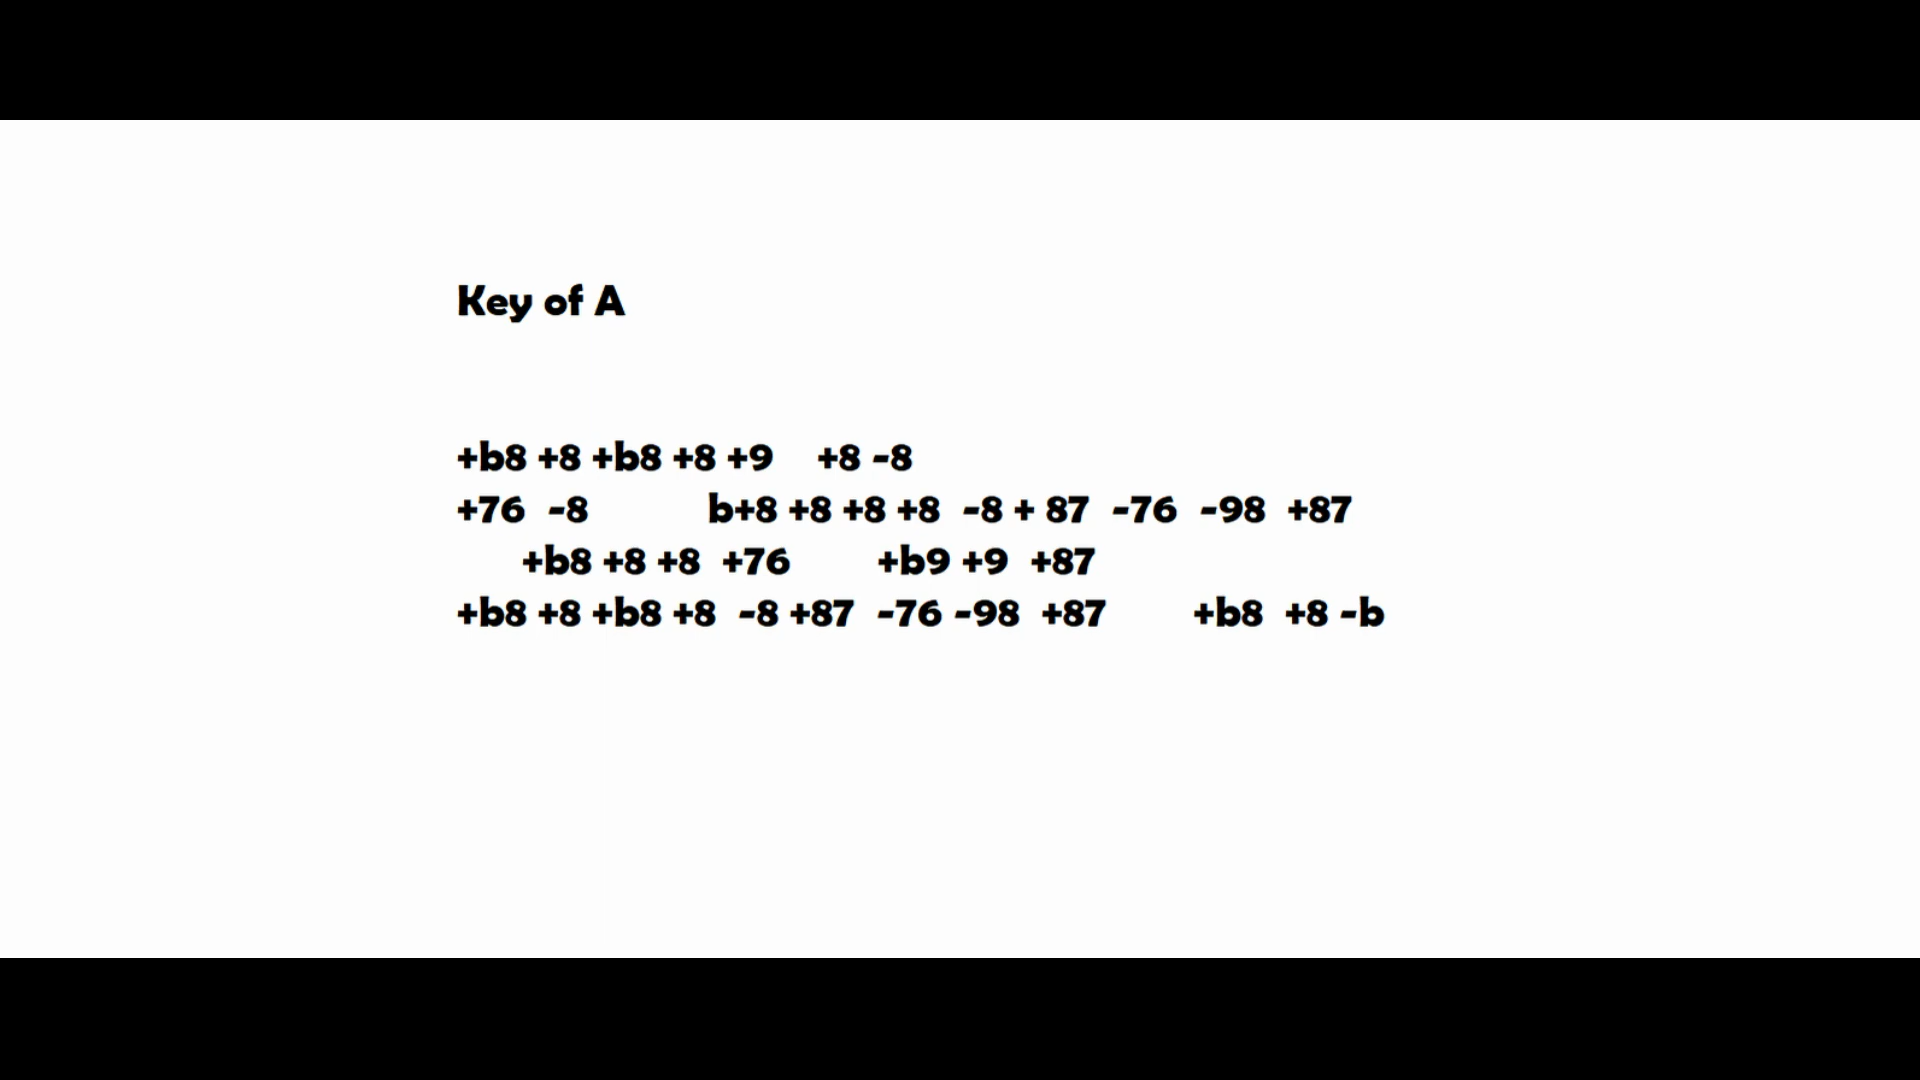 Key of A
+b8 +8 +b8 +8 +9 +8 -8
+76 -8 b+8 +8 +8 +8 -8 + 87 -76 -98 +87
+b8 +8 +8 +76 +b9 +9 +87
+b8 +8 +b8 +8 -8 +87 -76 -98 +87 +b8 +8 -b